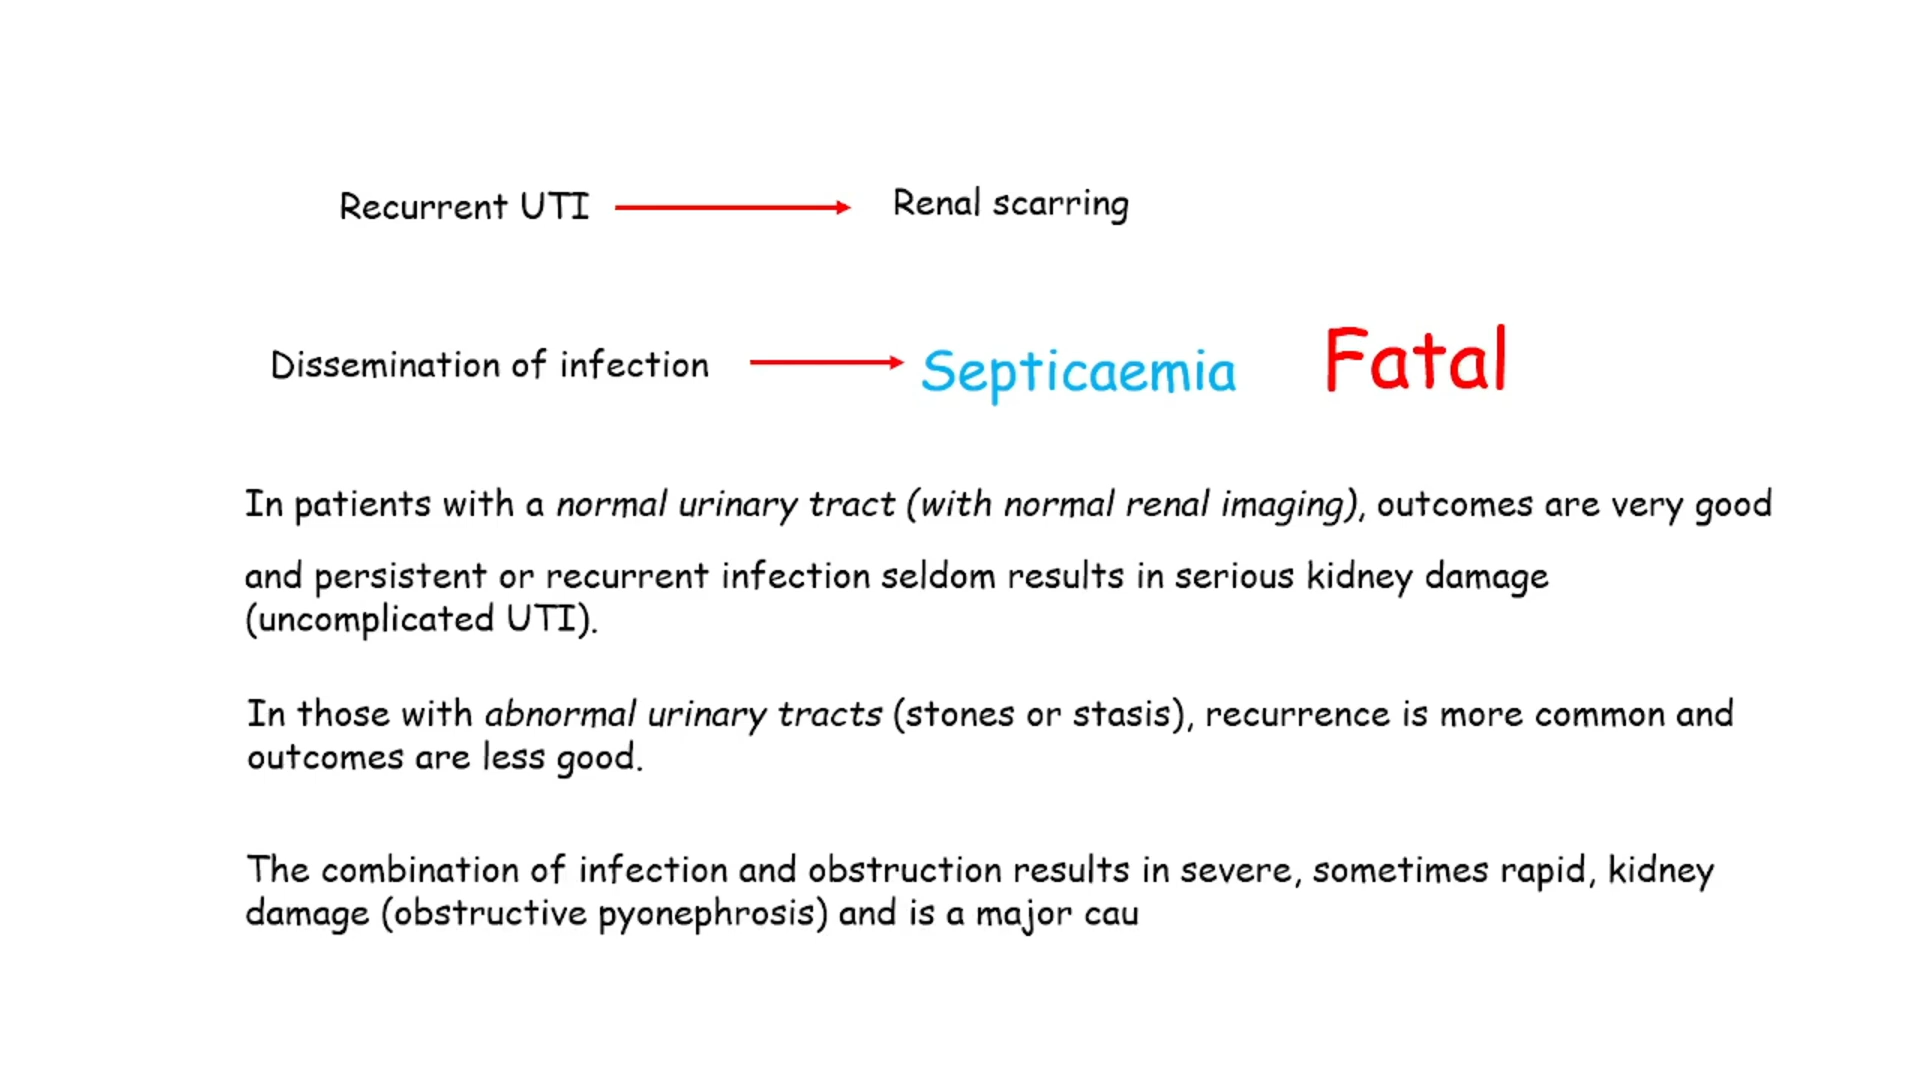 Recurrent UTI Renal scarring
Dissemination of infection Septicaemia Fatal
In patients with a normal urinary tract (with normal renal imaging), outcomes are very good
and persistent or recurrent infection seldom results in serious kidney damage
(uncomplicated UTI).
In those with abnormal urinary tracts (stones or stasis), recurrence is more common and
outcomes are less good.
The combination of infection and obstruction results in severe, sometimes rapid, kidney
damage (obstructive pyonephrosis) and is a major cau